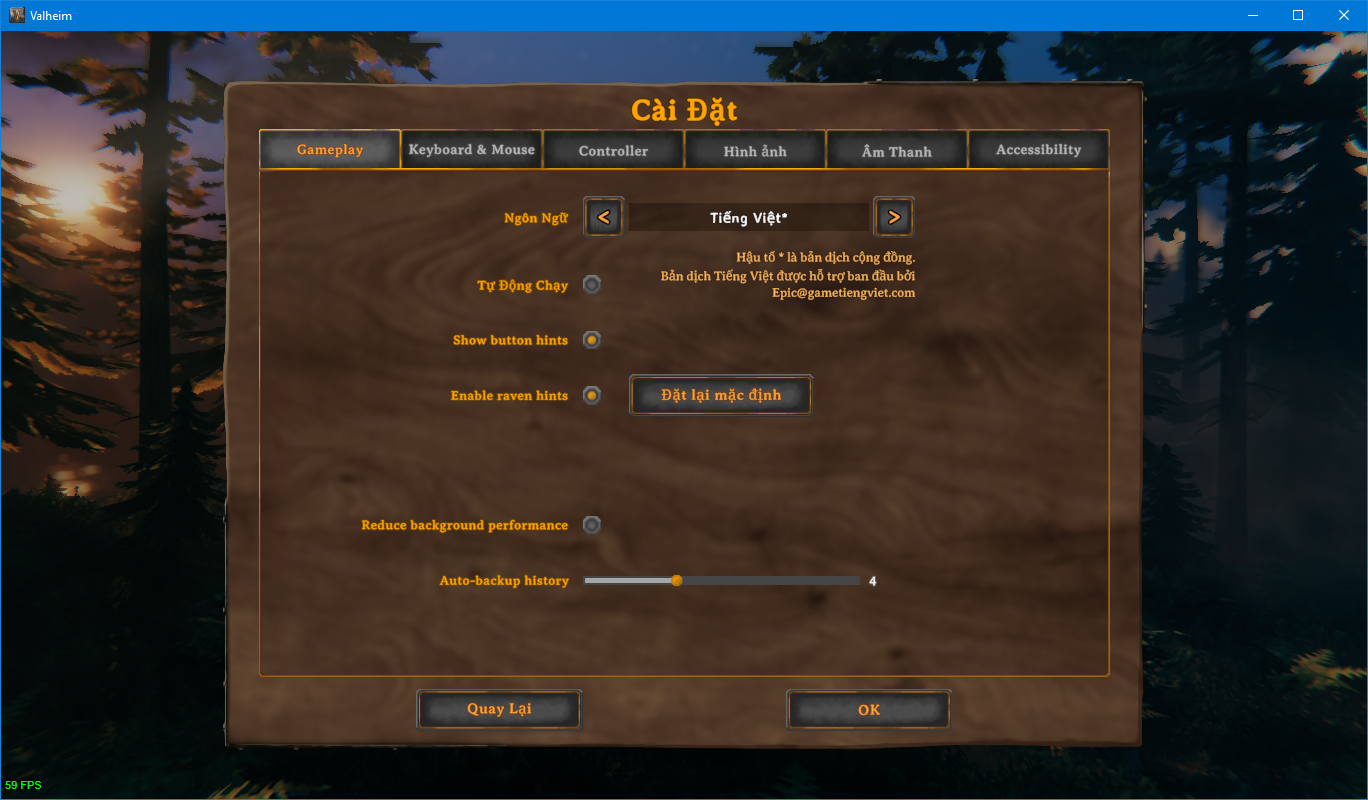 Valheim
Cài Đặt
Gameplay
Keyboard & Mouse
Controller
Hình ảnh
Âm Thanh
Accessibility
Ngôn Ngữ
<
Tiếng Việt*
>
Hậu tố * là bản dịch cộng đồng.
Bản dịch Tiếng Việt được hỗ trợ ban đầu bởi
Epic@gametiengviet.com
Tự Động Chạy
Show button hints
Enable raven hints
Đặt lại mặc định
Reduce background performance
Auto-backup history
4
Quay Lại
OK
59 FPS